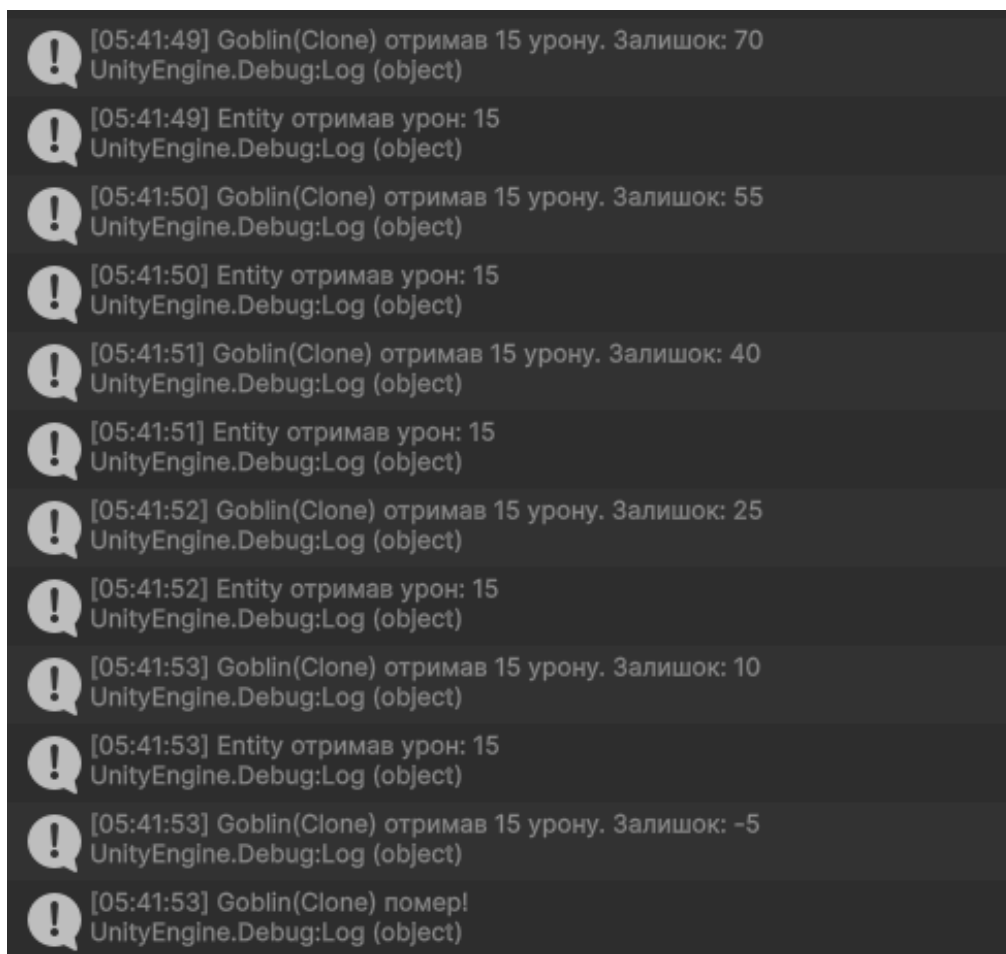 [05:41:49] Goblin(Clone) отримав 15 урону. Залишок: 70
UnityEngine.Debug:Log (object)
[05:41:49] Entity отримав урон: 15
UnityEngine.Debug:Log (object)
[05:41:50] Goblin(Clone) отримав 15 урону. Залишок: 55
UnityEngine.Debug:Log (object)
[05:41:50] Entity отримав урон: 15
UnityEngine.Debug:Log (object)
[05:41:51] Goblin(Clone) отримав 15 урону. Залишок: 40
UnityEngine.Debug:Log (object)
[05:41:51] Entity отримав урон: 15
UnityEngine.Debug:Log (object)
[05:41:52] Goblin(Clone) отримав 15 урону. Залишок: 25
UnityEngine.Debug:Log (object)
[05:41:52] Entity отримав урон: 15
UnityEngine.Debug:Log (object)
[05:41:53] Goblin(Clone) отримав 15 урону. Залишок: 10
UnityEngine.Debug:Log (object)
[05:41:53] Entity отримав урон: 15
UnityEngine.Debug:Log (object)
[05:41:53] Goblin(Clone) отримав 15 урону. Залишок: -5
UnityEngine.Debug:Log (object)
[05:41:53] Goblin(Clone) помер!
UnityEngine.Debug:Log (object)